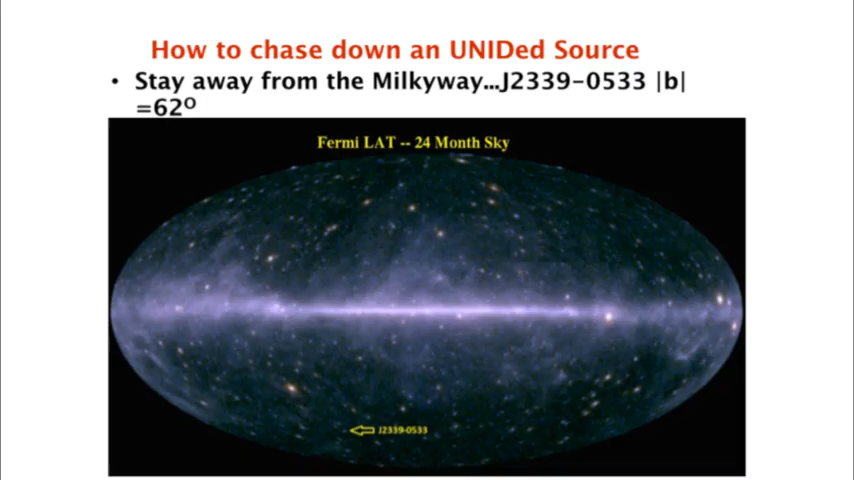 How to chase down an UNIDed Source
• Stay away from the Milkyway...J2339-0533 |b|
=62º
Fermi LAT -- 24 Month Sky
J2339-0533